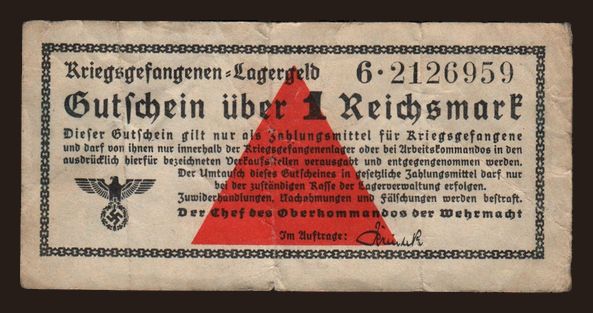 Kriegsgefangenen-Lagergeld 6·2126959
Gutschein über 1 Reichsmark
Dieser Gutschein gilt nur als Zahlungsmittel für Kriegsgefangene
und darf von ihnen nur innerhalb der Kriegsgefangenenlager oder bei Arbeitskommandos in den
ausdrücklich hierfür bezeichneten Verkaufsstellen verausgabt und entgegengenommen werden.
Der Umtausch dieses Gutscheines in gesetzliche Zahlungsmittel darf nur
bei der zuständigen Kasse der Lagerverwaltung erfolgen.
Zuwiderhandlungen, Nachahmungen und Fälschungen werden bestraft.
Der Chef des Oberkommandos der Wehrmacht
Im Auftrage: